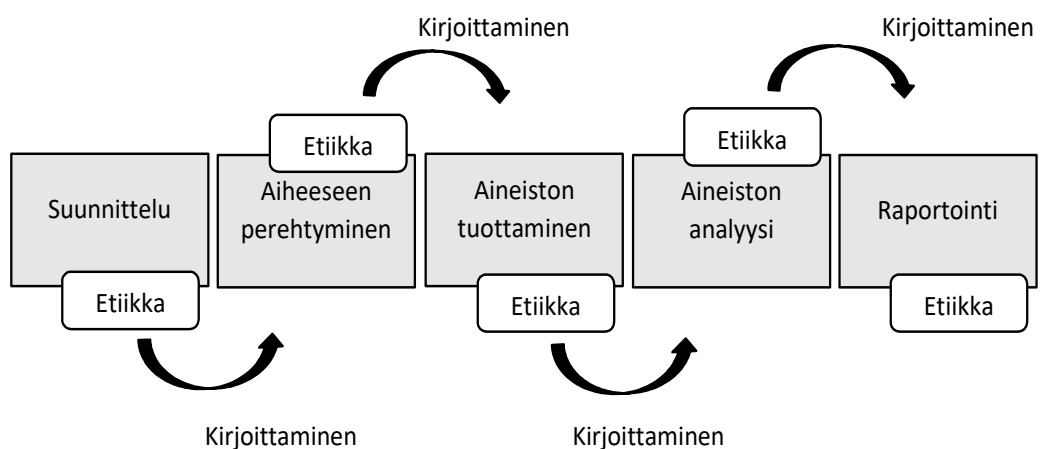 Kirjoittaminen
Kirjoittaminen
Etiikka
Etiikka
Suunnittelu
Aiheeseen
perehtyminen
Aineiston
tuottaminen
Aineiston
analyysi
Raportointi
Etiikka
Etiikka
Etiikka
Kirjoittaminen
Kirjoittaminen